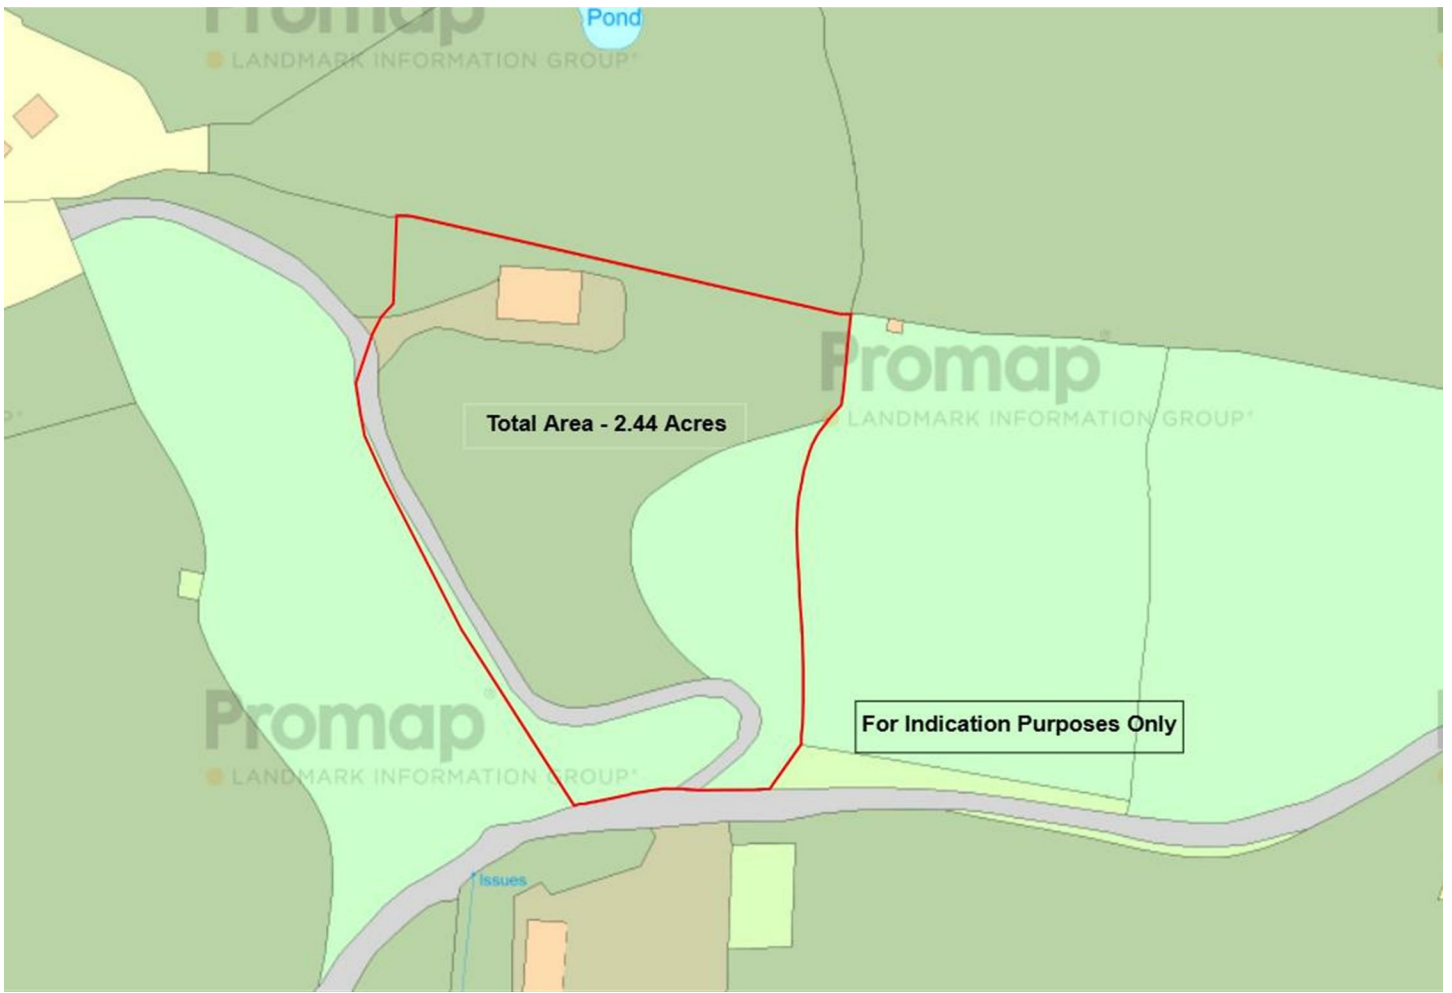 Promap
LANDMARK INFORMATION GROUP®
Pond
Promap®
LANDMARK INFORMATION GROUP®
Total Area - 2.44 Acres
Promap®
LANDMARK INFORMATION GROUP®
For Indication Purposes Only
Issues